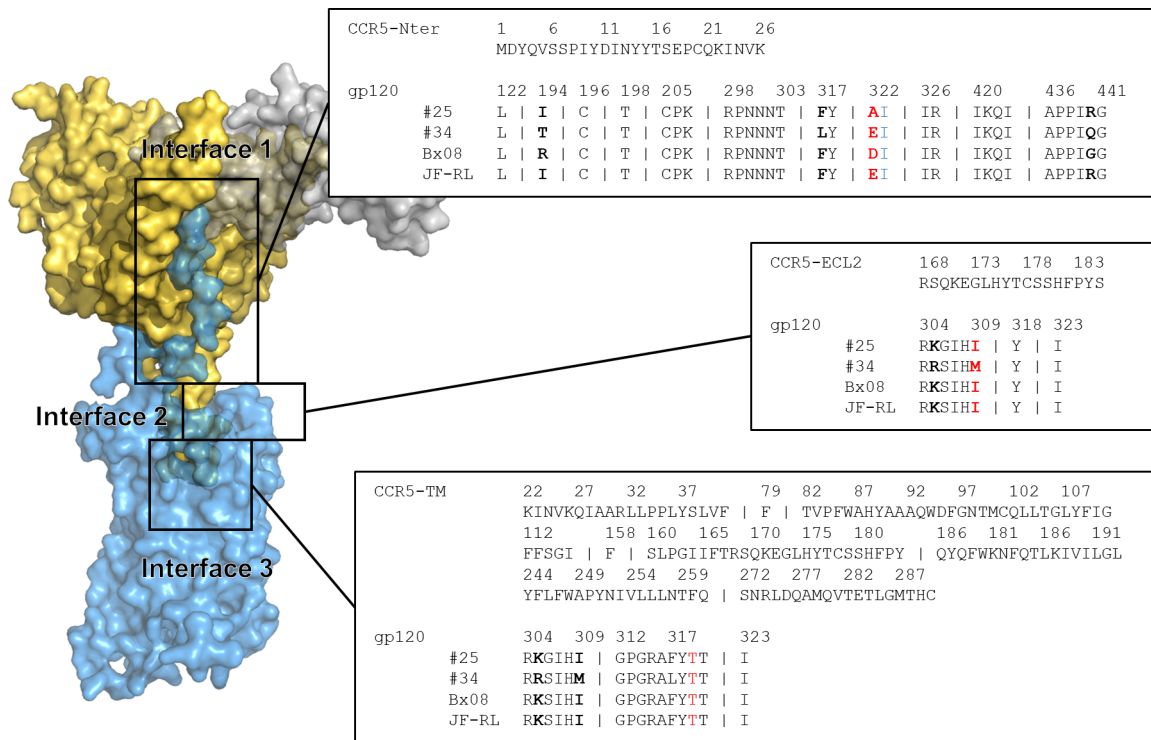 CCR5-Nter 1 6 11 16 21 26
MDYQVSSPIYDINYYTSEPCQKINVK
gp120 122 194 196 198 205 298 303 317 322 326 420 436 441
#25 L | I | C | T | CPK | RPNNNT | FY | AI | IR | IKQI | APPIRG
#34 L | T | C | T | CPK | RPNNNT | LY | EI | IR | IKQI | APPIQG
Bx08 L | R | C | T | CPK | RPNNNT | FY | DI | IR | IKQI | APPIGG
JF-RL L | I | C | T | CPK | RPNNNT | FY | EI | IR | IKQI | APPIRG
Interface 1
CCR5-ECL2 168 173 178 183
RSQKEGLHYTCSSHFPYS
gp120 304 309 318 323
#25 RKGIHI | Y | I
#34 RRSIHM | Y | I
Bx08 RKSIHI | Y | I
JF-RL RKSIHI | Y | I
Interface 2
CCR5-TM 22 27 32 37 79 82 87 92 97 102 107
KINVKQIAARLLPPLYSLVF | F | TVPFWAHYAAAQWDFGNTMCQLLTGLYFIG
112 158 160 165 170 175 180 186 181 186 191
FFSGI | F | SLPGIIFTRSQKEGLHYTCSSHFPY | QYQFWKNFQTLKIVILGL
244 249 254 259 272 277 282 287
YFLFWAPYNIVLLLNTFQ | SNRLDQAMQVTETLGMTHC
gp120 304 309 312 317 323
#25 RKGIHI | GPGRAFYTT | I
#34 RRSIHM | GPGRALYTT | I
Bx08 RKSIHI | GPGRAFYTT | I
JF-RL RKSIHI | GPGRAFYTT | I
Interface 3